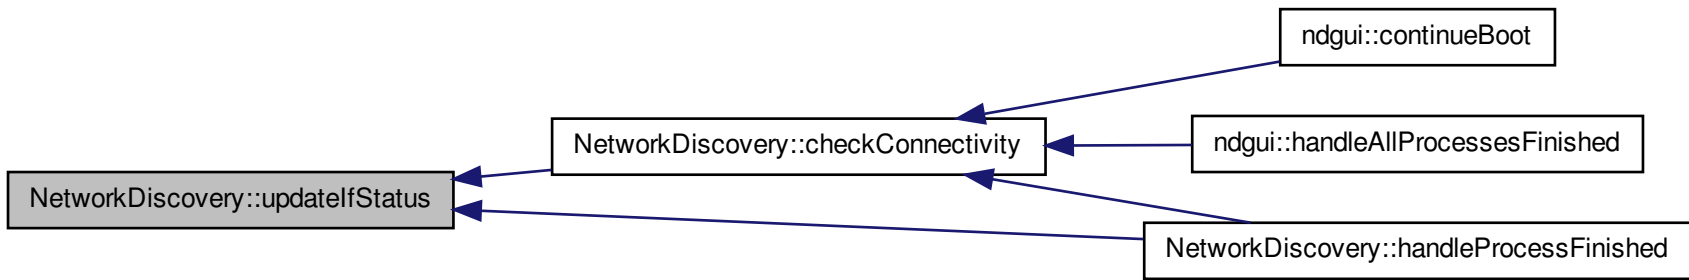 ndgui::continueBoot
NetworkDiscovery::checkConnectivity
ndgui::handleAllProcessesFinished
NetworkDiscovery::updateIfStatus
NetworkDiscovery::handleProcessFinished